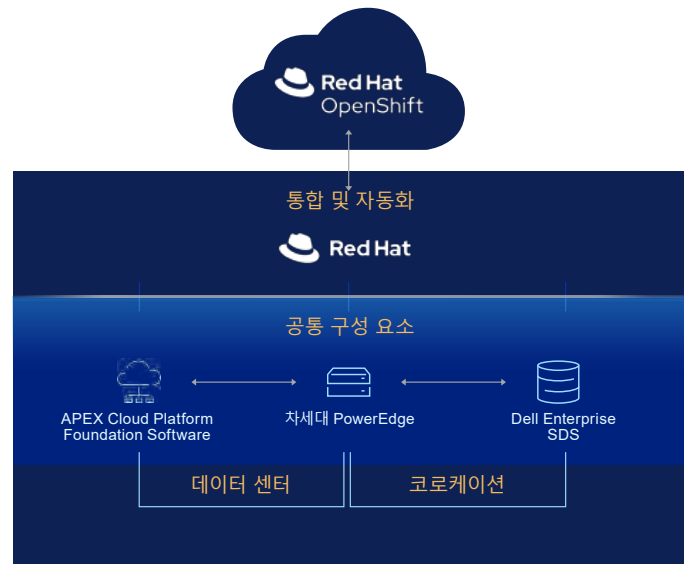 Red Hat
OpenShift
통합 및 자동화
Red Hat
공통 구성 요소
APEX Cloud Platform
Foundation Software
차세대 PowerEdge
Dell Enterprise
SDS
데이터 센터
코로케이션